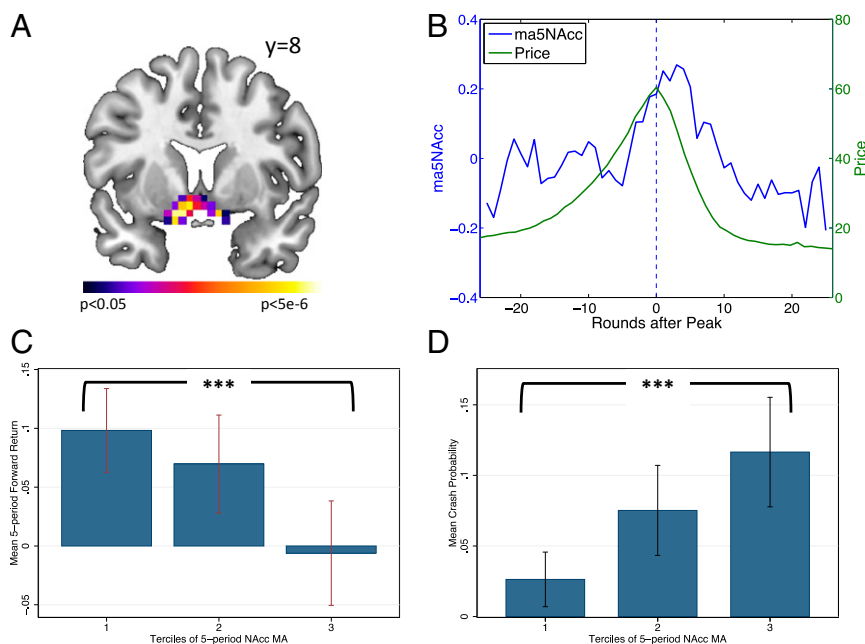 A
y=8
p<0.05
p<5e-6
B
ma5NAcc
Price
0.4
0.2
0
−0.2
−0.4
ma5NAcc
80
60
40
20
0
Price
−20
−10
0
10
20
Rounds after Peak
C
***
.15
.1
.05
0
−.05
Mean 5−period Forward Return
1
2
3
Terciles of 5−period NAcc MA
D
***
.15
.1
.05
0
Mean Crash Probability
1
2
3
Terciles of 5−period NAcc MA